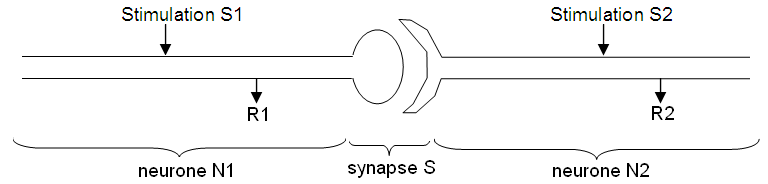 Stimulation S1
Stimulation S2
R1
R2
neurone N1
synapse S
neurone N2